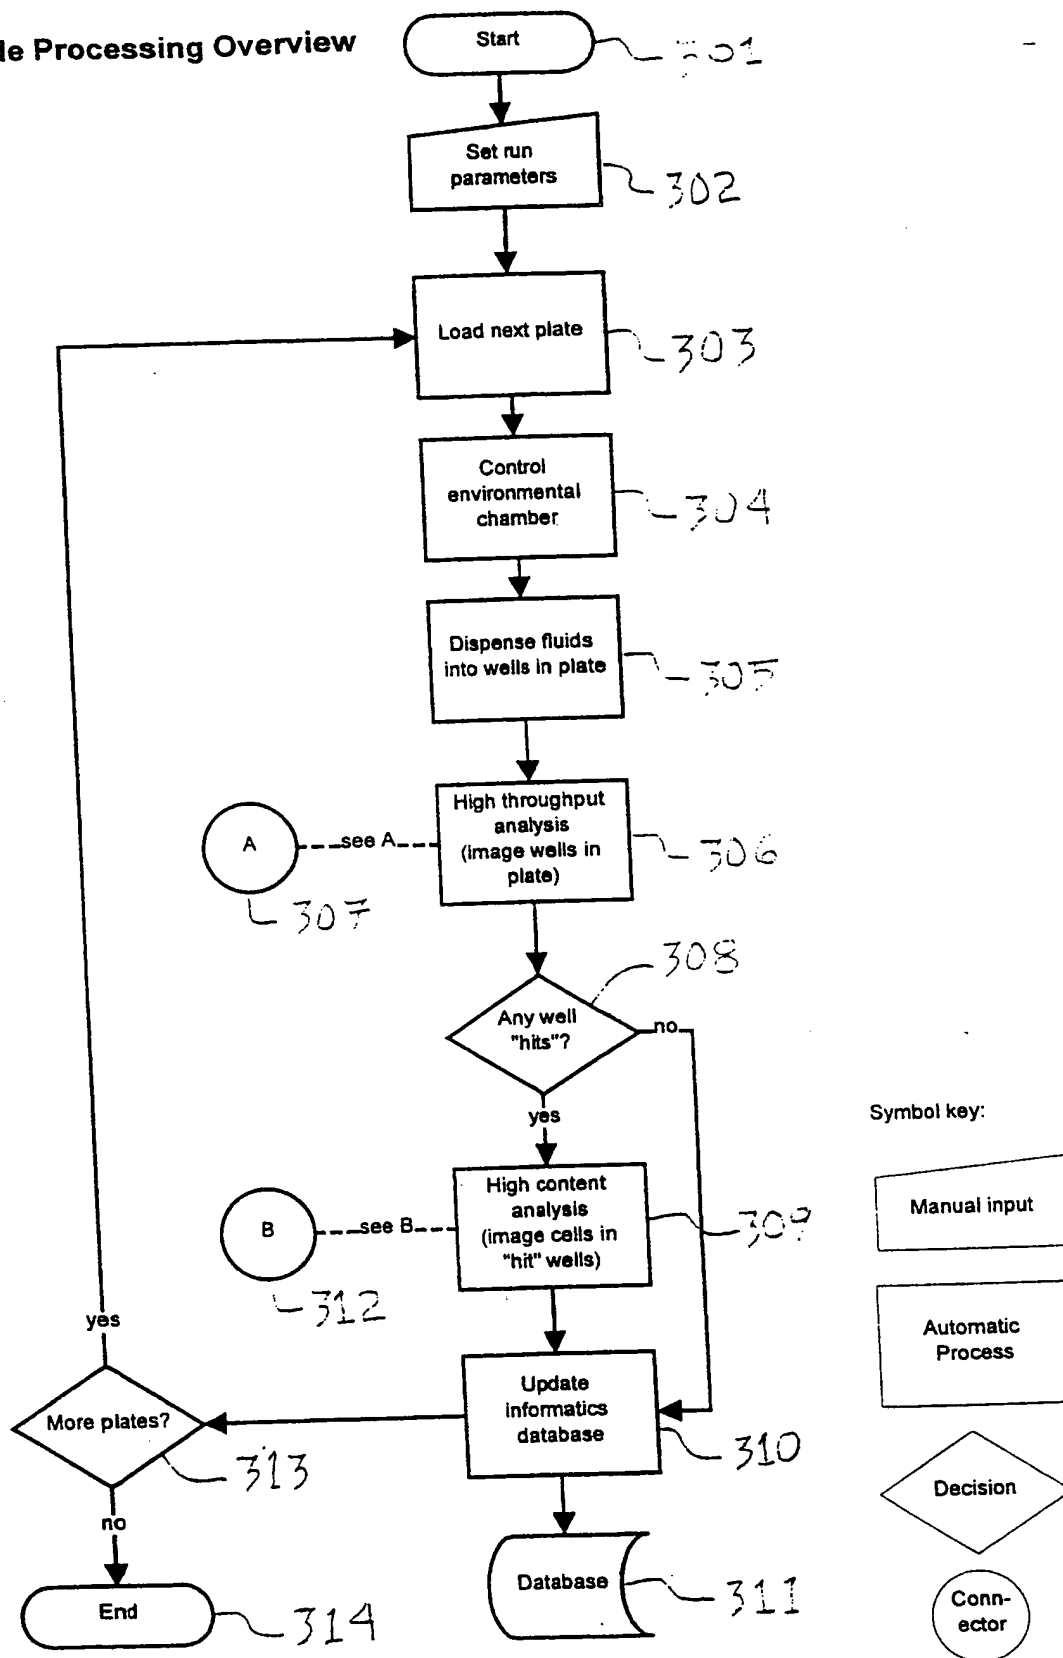 Processing Overview
Start
301
Set run
parameters
302
Load next plate
303
Control
environmental
chamber
304
Dispense fluids
into wells in plate
305
High throughput
analysis
(image wells in
plate)
306
A
see A
307
308
Any well
"hits"?
no
yes
High content
analysis
(image cells in
"hit" wells)
309
B
see B
312
Update
informatics
database
310
yes
More plates?
313
no
End
314
Database
311
Symbol key:
Manual input
Automatic
Process
Decision
Conn-
ector